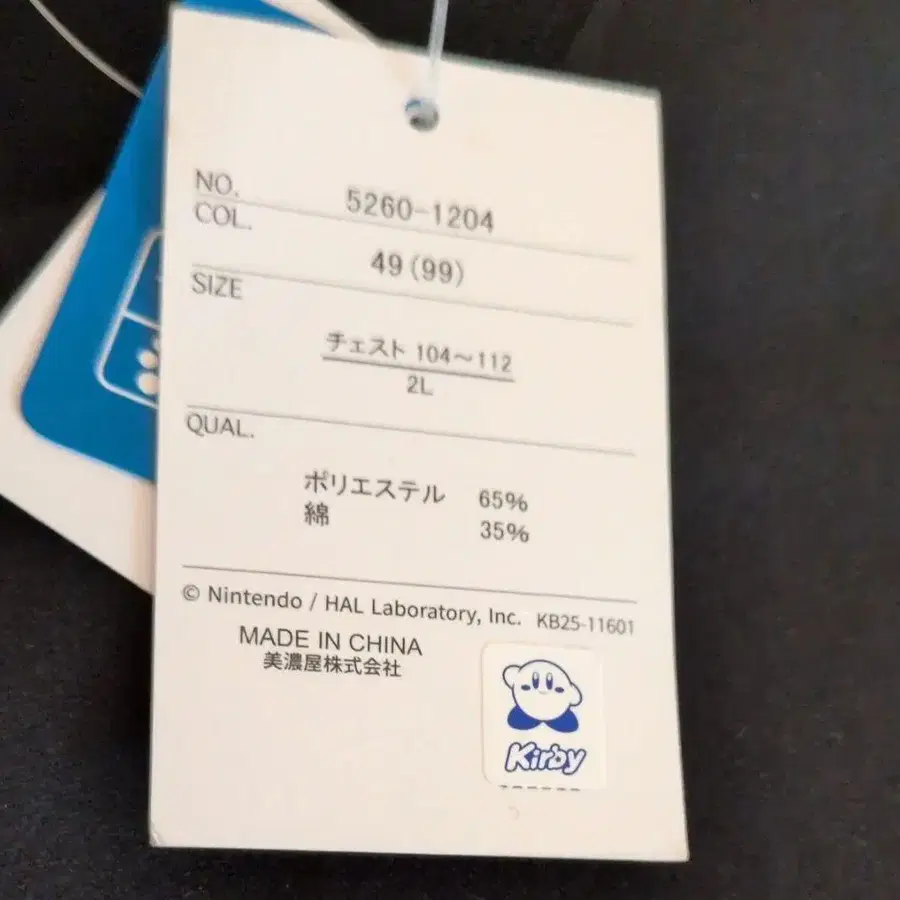 NO.
5260-1204
COL.
49(99)
SIZE
チェスト 104～112
2L
QUAL.
ポリエステル 65%
綿 35%
© Nintendo / HAL Laboratory, Inc. KB25-11601
MADE IN CHINA
美濃屋株式会社
Kirby